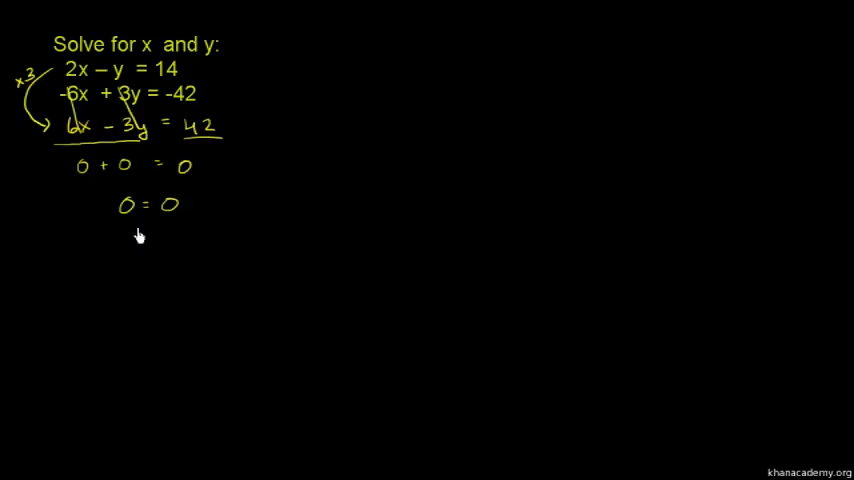 Solve for x and y:
x3
2x – y = 14
-6x + 3y = -42
6x – 3y = 42
0 + 0 = 0
0 = 0
khanacademy.org